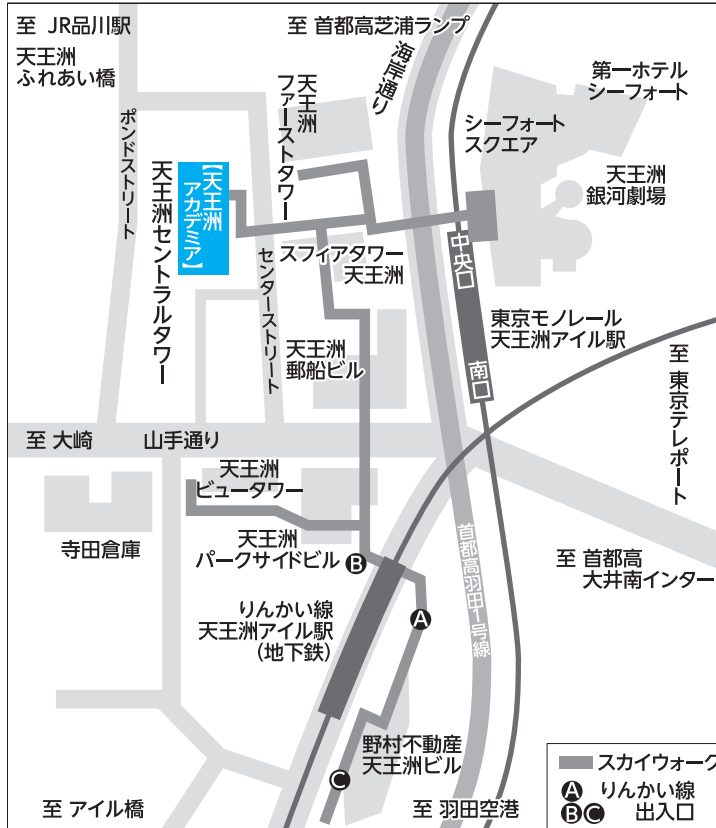 至 JR品川駅
天王洲
ふれあい橋
至 首都高芝浦ランプ
海岸通り
天王洲
ファーストタワー
第一ホテル
シーフォート
シーフォート
スクエア
ボンドストリート
【天王洲
アカデミア】
天王洲セントラルタワー
天王洲
銀河劇場
スフィアタワー
天王洲
センターストリート
中央口
東京モノレール
天王洲アイル駅
南口
天王洲
郵船ビル
至 東京テレポート
至 大崎
山手通り
天王洲
ビュータワー
寺田倉庫
天王洲
パークサイドビル
B
首都高羽田1号線
至 首都高
大井南インター
りんかい線
天王洲アイル駅
(地下鉄)
A
野村不動産
天王洲ビル
C
至 アイル橋
至 羽田空港
スカイウォーク
A りんかい線
BC 出入口